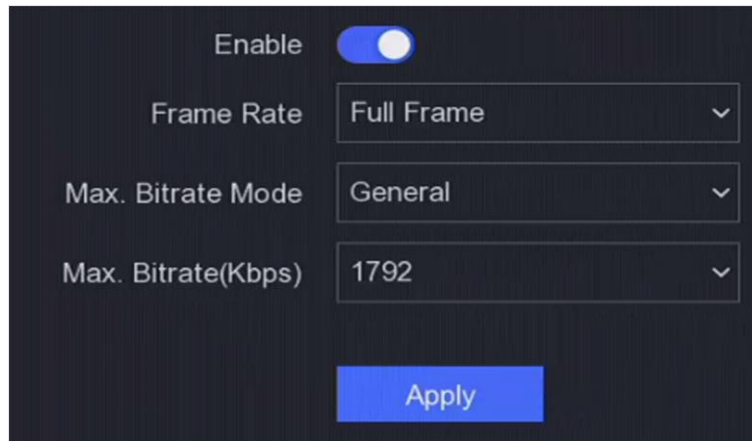 Enable
Frame Rate Full Frame
Max. Bitrate Mode General
Max. Bitrate(Kbps) 1792
Apply